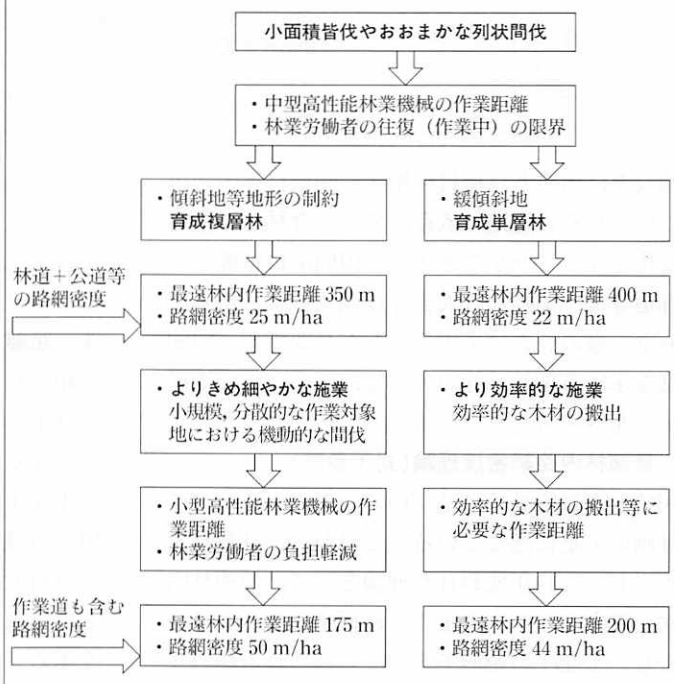 小面積皆伐やおおまかな列状間伐
・中型高性能林業機械の作業距離
・林業労働者の往復（作業中）の限界
・傾斜地等地形の制約
育成複層林
・緩傾斜地
育成単層林
林道＋公道等
の路網密度
・最遠林内作業距離 350 m
・路網密度 25 m/ha
・最遠林内作業距離 400 m
・路網密度 22 m/ha
・よりきめ細やかな施業
小規模，分散的な作業対象
地における機動的な間伐
・より効率的な施業
効率的な木材の搬出
・小型高性能林業機械の作
業距離
・林業労働者の負担軽減
・効率的な木材の搬出等に
必要な作業距離
作業道も含む
路網密度
・最遠林内作業距離 175 m
・路網密度 50 m/ha
・最遠林内作業距離 200 m
・路網密度 44 m/ha